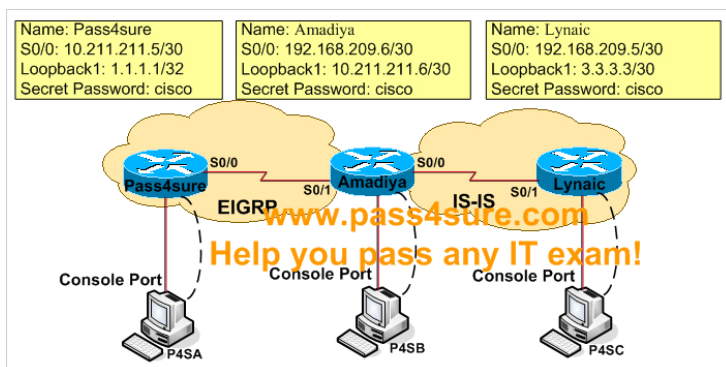 Name: Pass4sure
S0/0: 10.211.211.5/30
Loopback1: 1.1.1.1/32
Secret Password: cisco
Name: Amadiya
S0/0: 192.168.209.6/30
Loopback1: 10.211.211.6/30
Secret Password: cisco
Name: Lynaic
S0/0: 192.168.209.5/30
Loopback1: 3.3.3.3/30
Secret Password: cisco
Pass4sure
S0/0
S0/1
Amadiya
S0/0
S0/1
Lynaic
EIGRP
IS-IS
www.pass4sure.com
Help you pass any IT exam!
Console Port
Console Port
Console Port
P4SA
P4SB
P4SC